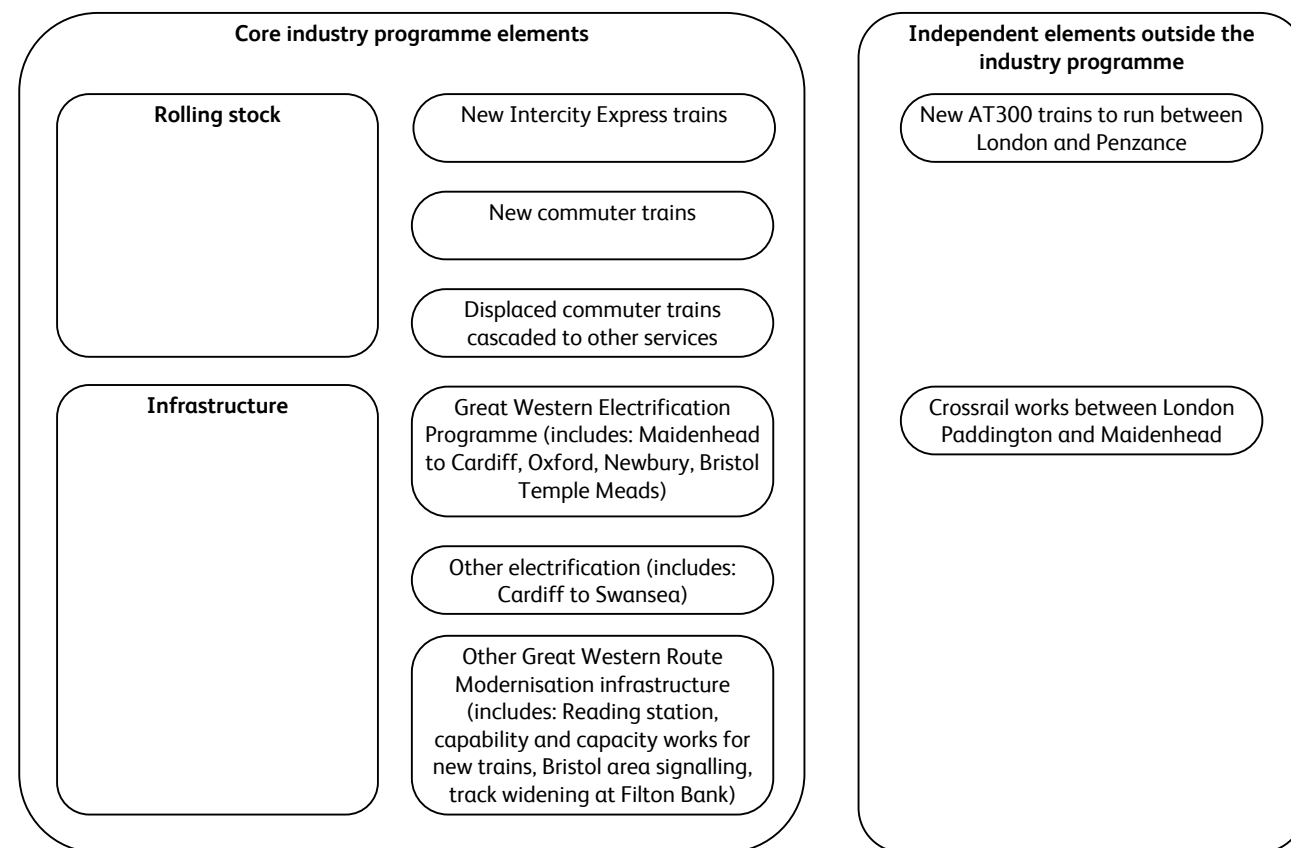 Core industry programme elements
Rolling stock
New Intercity Express trains
New commuter trains
Displaced commuter trains
cascaded to other services
Infrastructure
Great Western Electrification
Programme (includes: Maidenhead
to Cardiff, Oxford, Newbury, Bristol
Temple Meads)
Other electrification (includes:
Cardiff to Swansea)
Other Great Western Route
Modernisation infrastructure
(includes: Reading station,
capability and capacity works for
new trains, Bristol area signalling,
track widening at Filton Bank)
Independent elements outside the
industry programme
New AT300 trains to run between
London and Penzance
Crossrail works between London
Paddington and Maidenhead